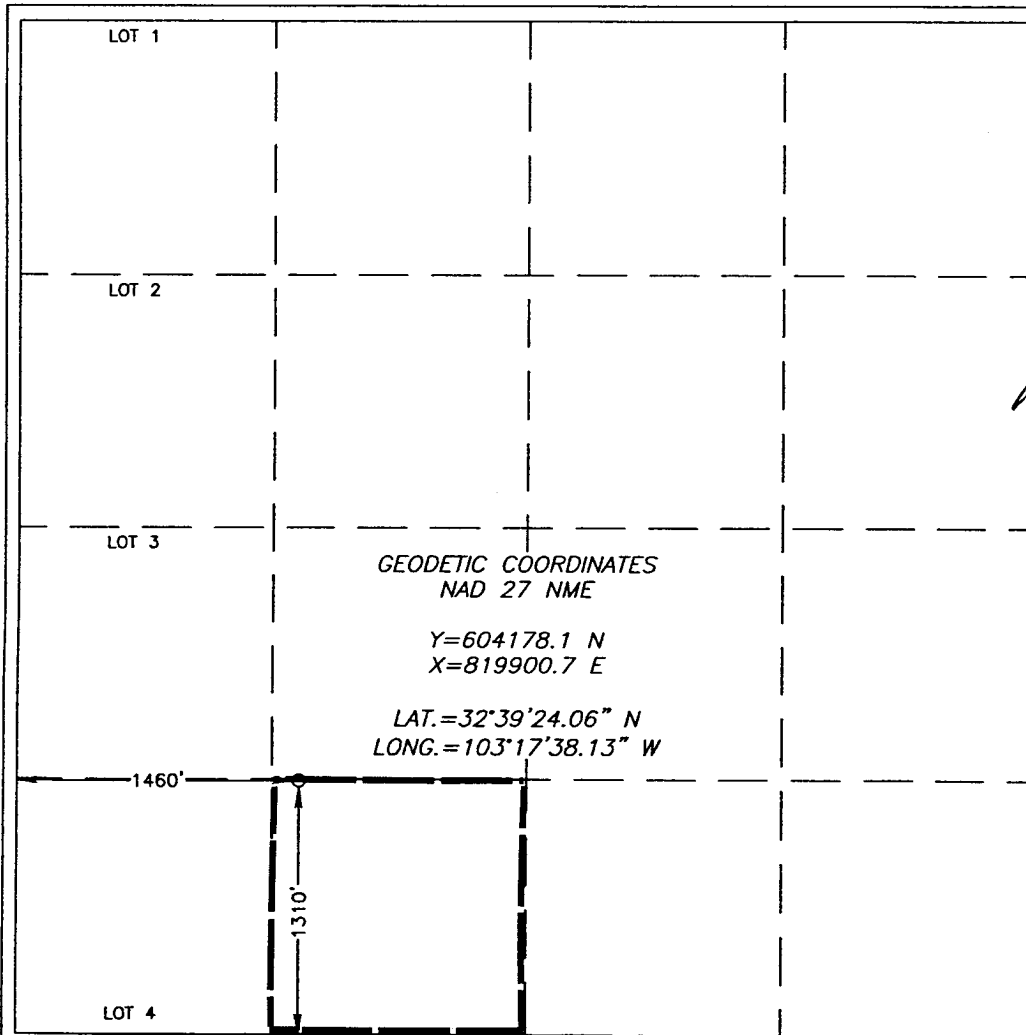 LOT 1
LOT 2
LOT 3
GEODETIC COORDINATES
NAD 27 NME
Y=604178.1 N
X=819900.7 E
LAT.=32°39'24.06" N
LONG.=103°17'38.13" W
1460'
1310'
LOT 4